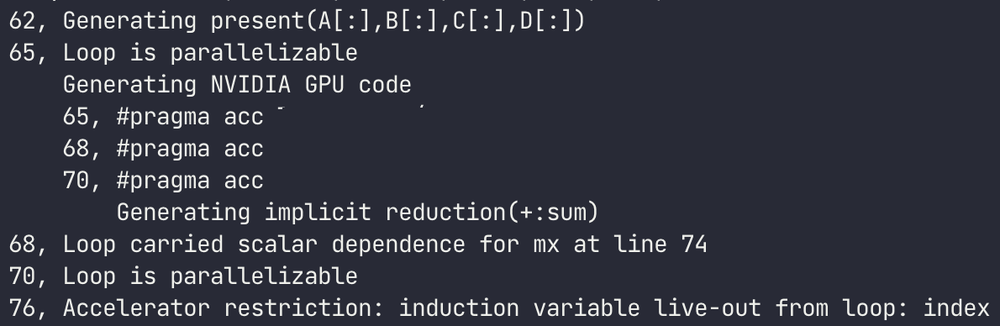 62, Generating present(A[:],B[:],C[:],D[:])
65, Loop is parallelizable
Generating NVIDIA GPU code
65, #pragma acc
68, #pragma acc
70, #pragma acc
Generating implicit reduction(+:sum)
68, Loop carried scalar dependence for mx at line 74
70, Loop is parallelizable
76, Accelerator restriction: induction variable live-out from loop: index